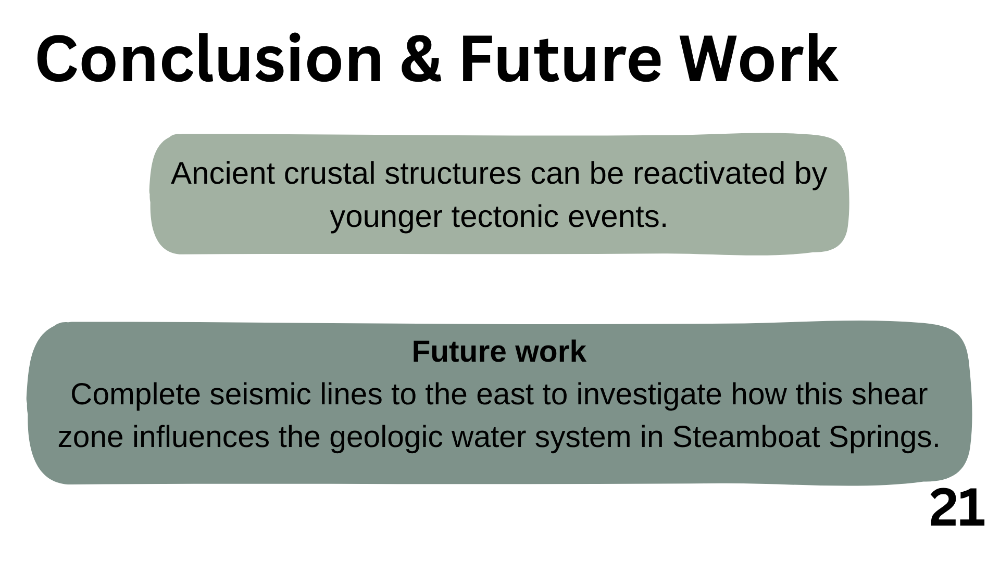 Conclusion & Future Work
Ancient crustal structures can be reactivated by
younger tectonic events.
Future work
Complete seismic lines to the east to investigate how this shear
zone influences the geologic water system in Steamboat Springs.
21